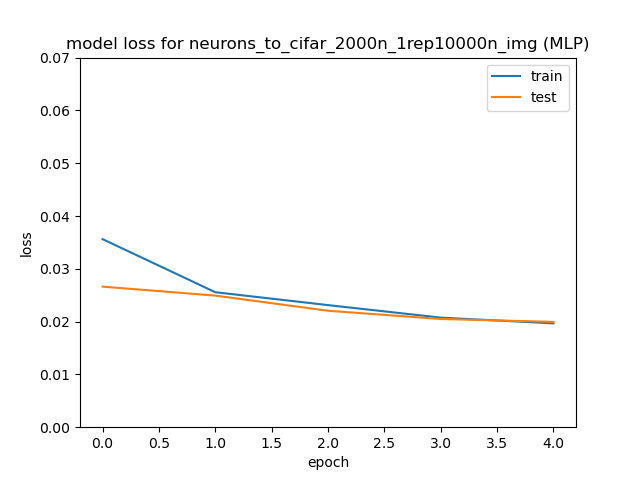 model loss for neurons_to_cifar_2000n_1rep10000n_img (MLP)
train
test
loss
0.07
0.06
0.05
0.04
0.03
0.02
0.01
0.00
0.0 0.5 1.0 1.5 2.0 2.5 3.0 3.5 4.0
epoch